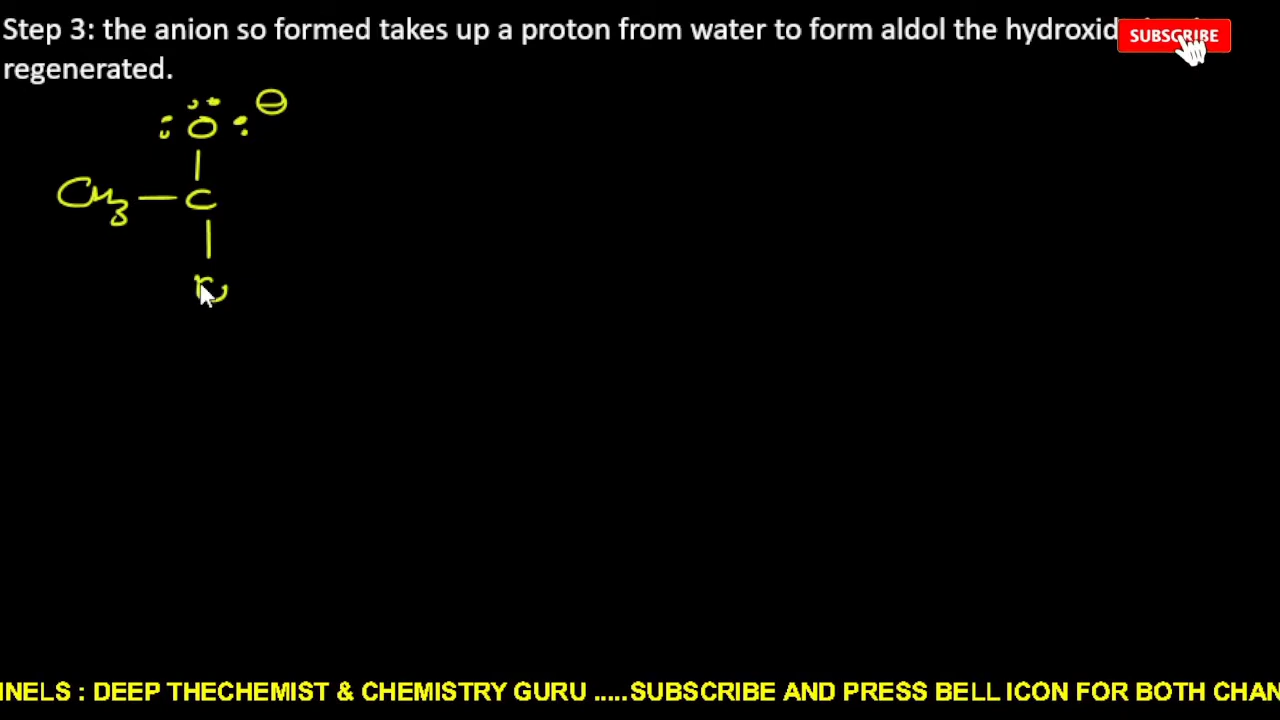 Step 3: the anion so formed takes up a proton from water to form aldol the hydroxid
SUBSCRIBE
regenerated.
:Ö: ⊖
|
CH3 — C
|
NNELS : DEEP THECHEMIST & CHEMISTRY GURU .....SUBSCRIBE AND PRESS BELL ICON FOR BOTH CHAN